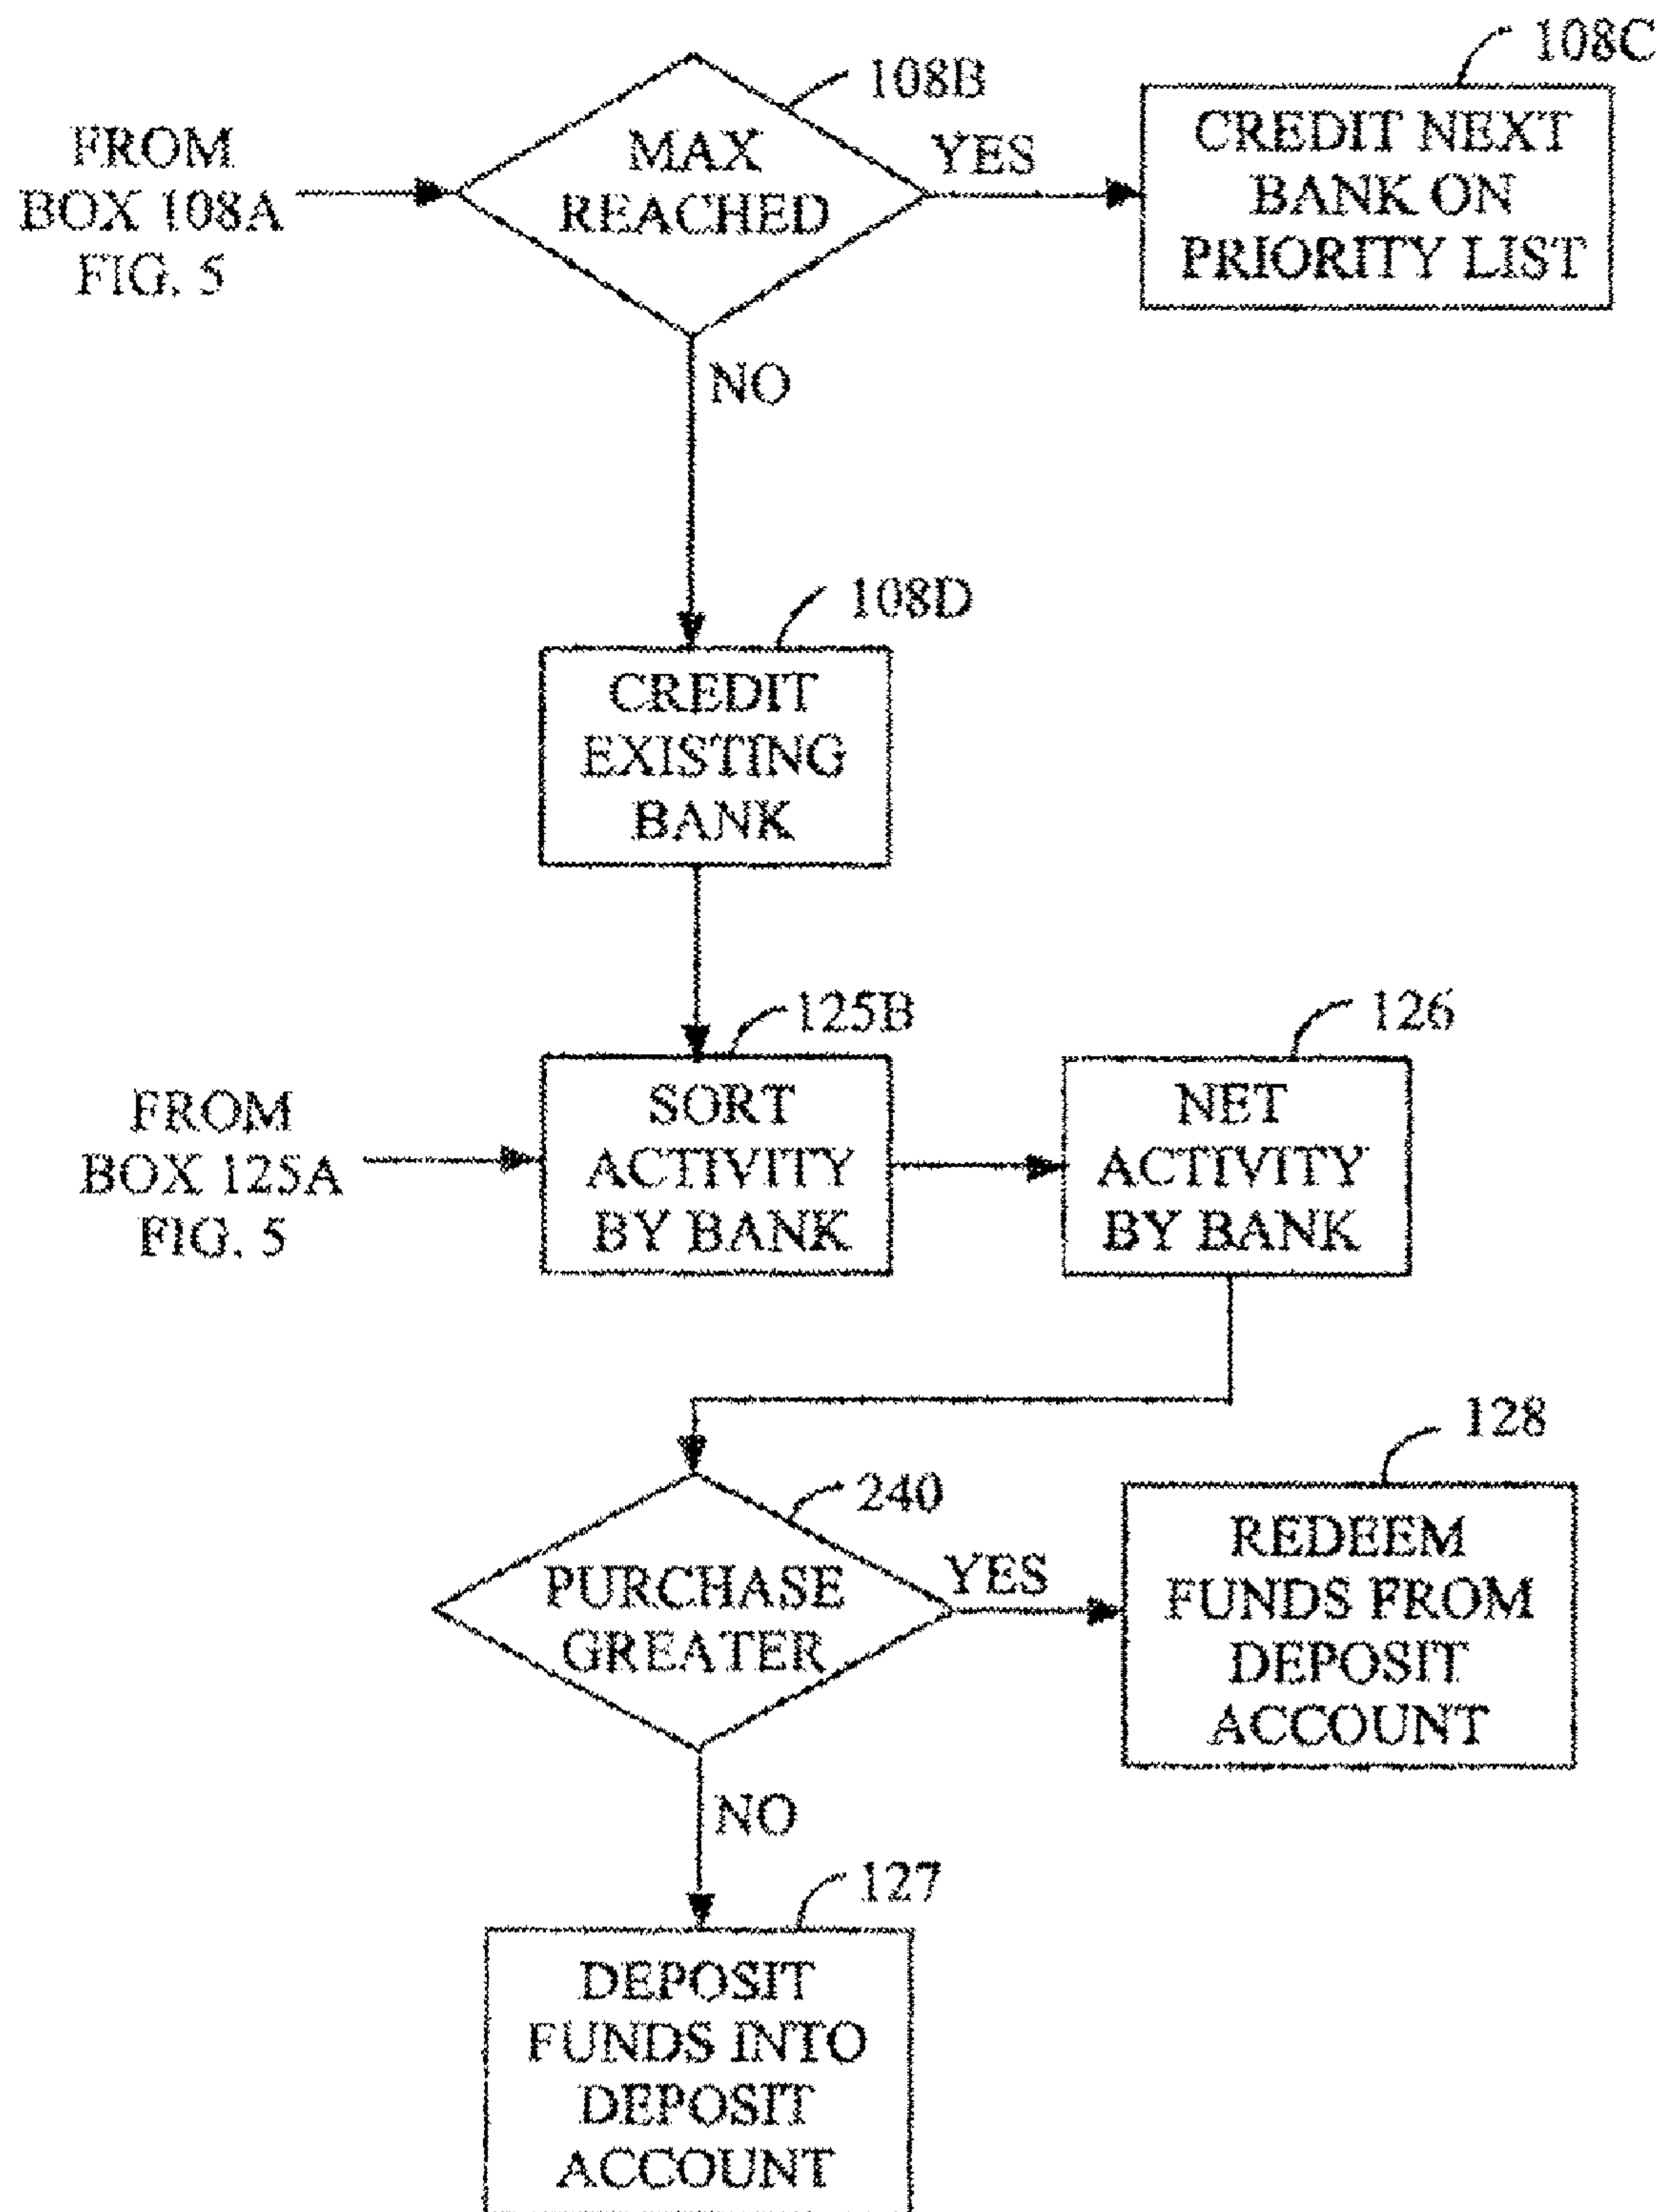 108C
108B
FROM
BOX 108A
FIG. 5
MAX
REACHED
YES
CREDIT NEXT
BANK ON
PRIORITY LIST
NO
108D
CREDIT
EXISTING
BANK
125B
126
FROM
BOX 125A
FIG. 5
SORT
ACTIVITY
BY BANK
NET
ACTIVITY
BY BANK
128
240
PURCHASE
GREATER
YES
REDEEM
FUNDS FROM
DEPOSIT
ACCOUNT
NO
127
DEPOSIT
FUNDS INTO
DEPOSIT
ACCOUNT